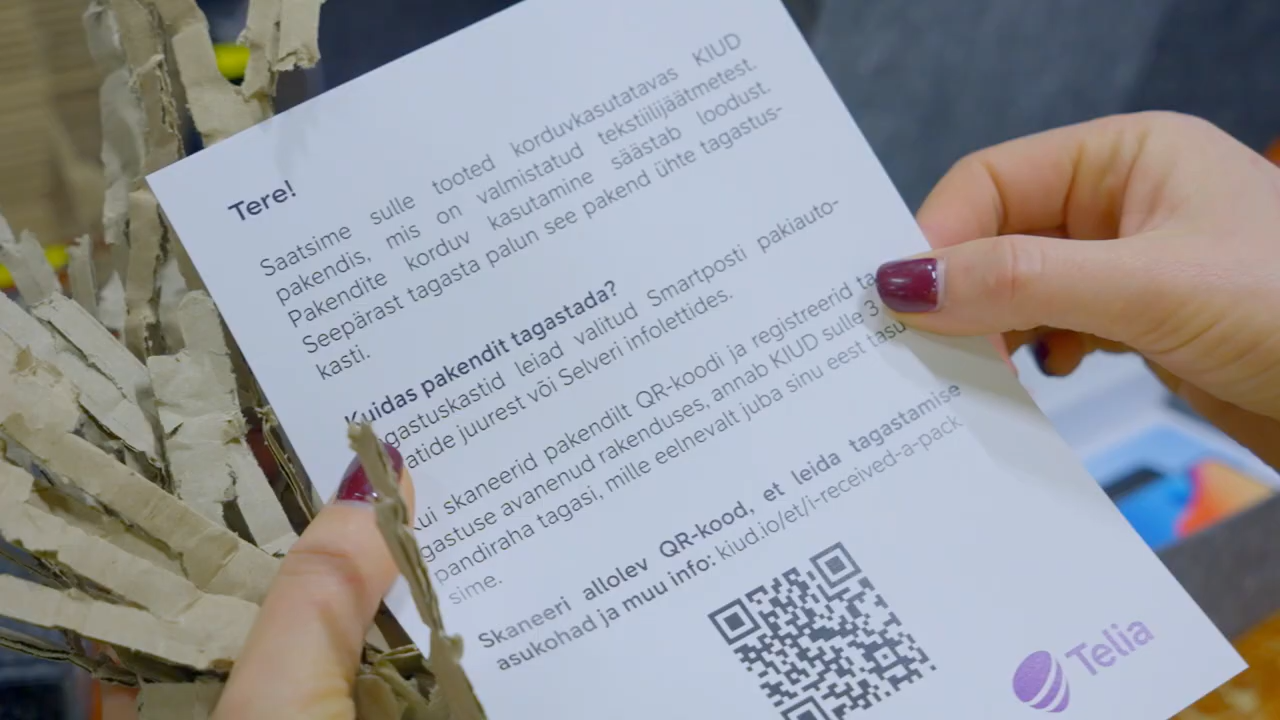 Tere!
Saatsime sulle tooted korduvkasutatavas KIUD
pakendis, mis on valmistatud tekstiilijäätmetest.
Pakendite korduv kasutamine säästab loodust.
Seepärast tagasta palun see pakend ühte tagastus-
kasti.
Kuidas pakendit tagastada?
gastuskastid leiad valitud Smartposti pakiauto-
atide juurest või Selveri infolettides.
Kui skaneerid pakendilt QR-koodi ja registreerid ta
gastuse avanenud rakenduses, annab KIUD sulle 3
pandiraha tagasi, mille eelnevalt juba sinu eest tasu
sime.
Skaneeri allolev QR-kood, et leida tagastamise
asukohad ja muu info: kiud.io/et/i-received-a-pack
Telia